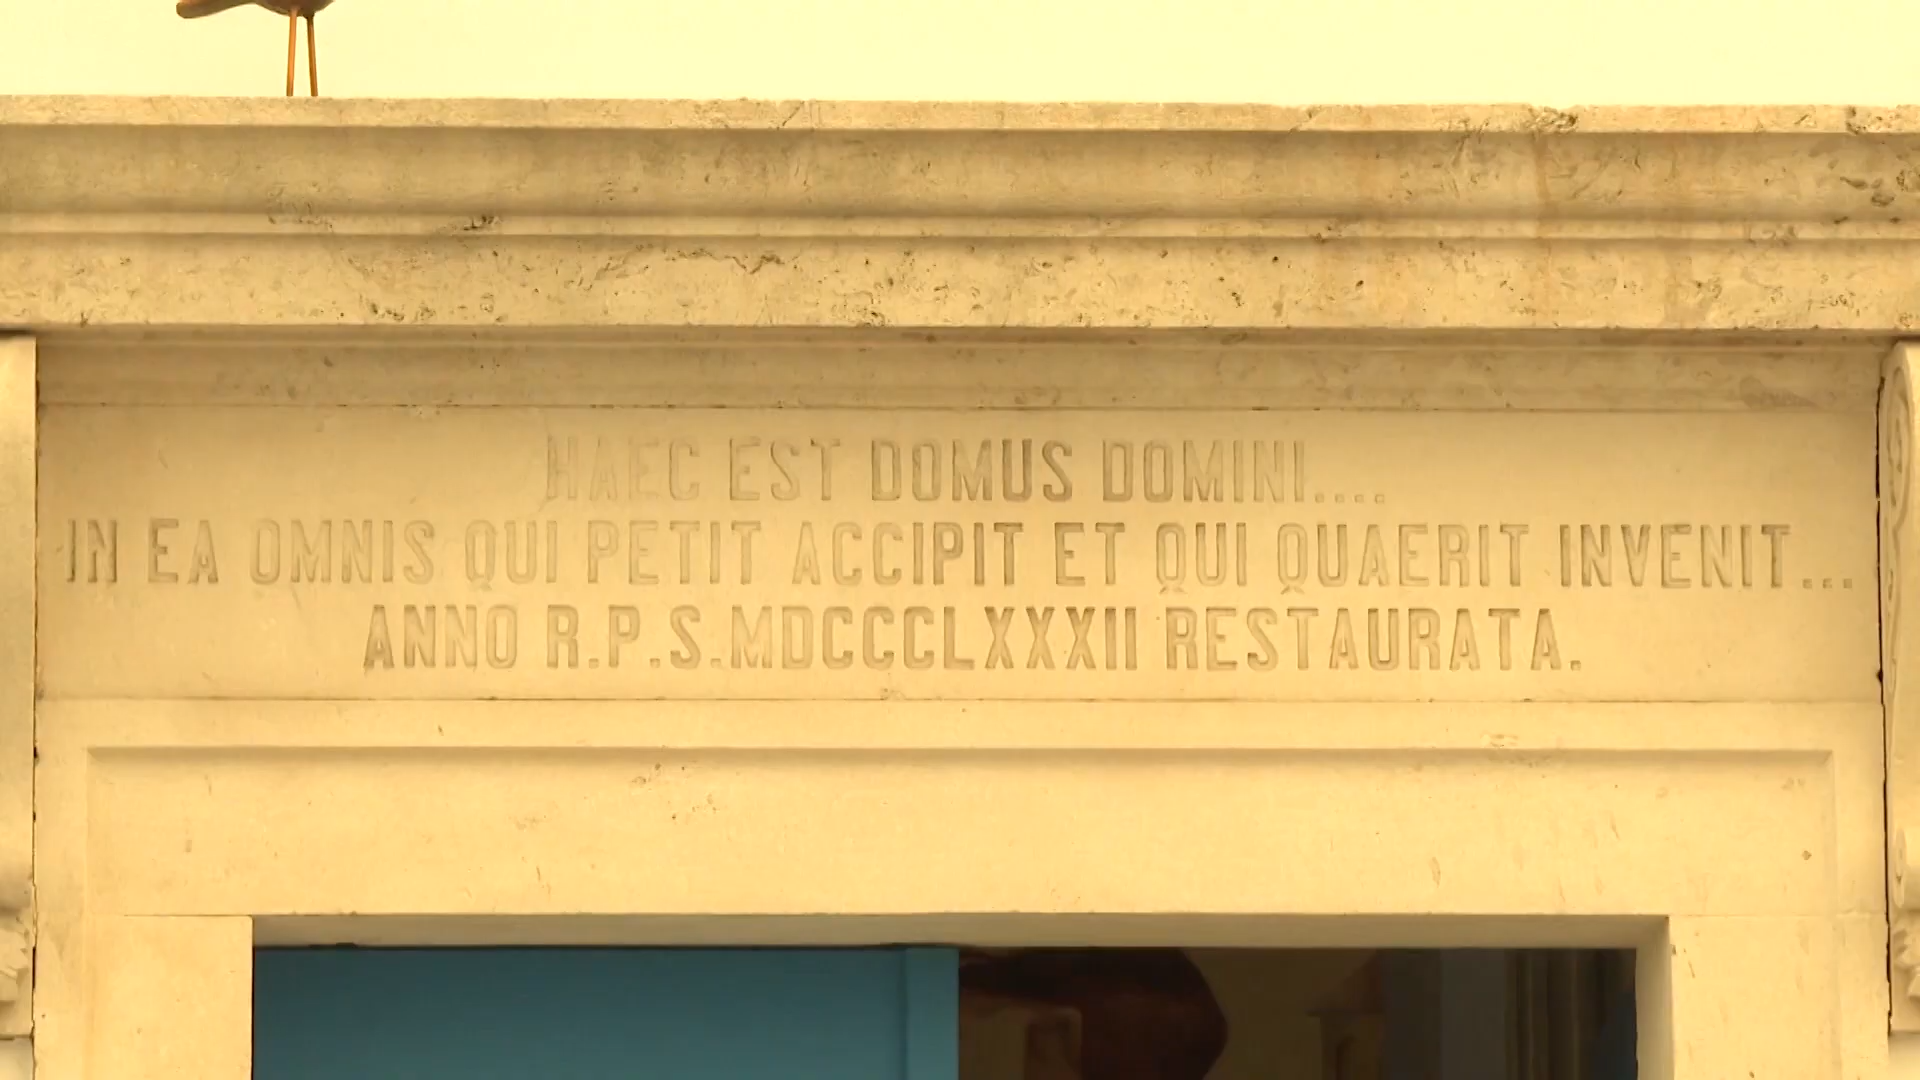 HAEC EST DOMUS DOMINI....
IN EA OMNIS QUI PETIT ACCIPIT ET QUI QUAERIT INVENIT...
ANNO R.P.S.MDCCCLXXXII RESTAURATA.